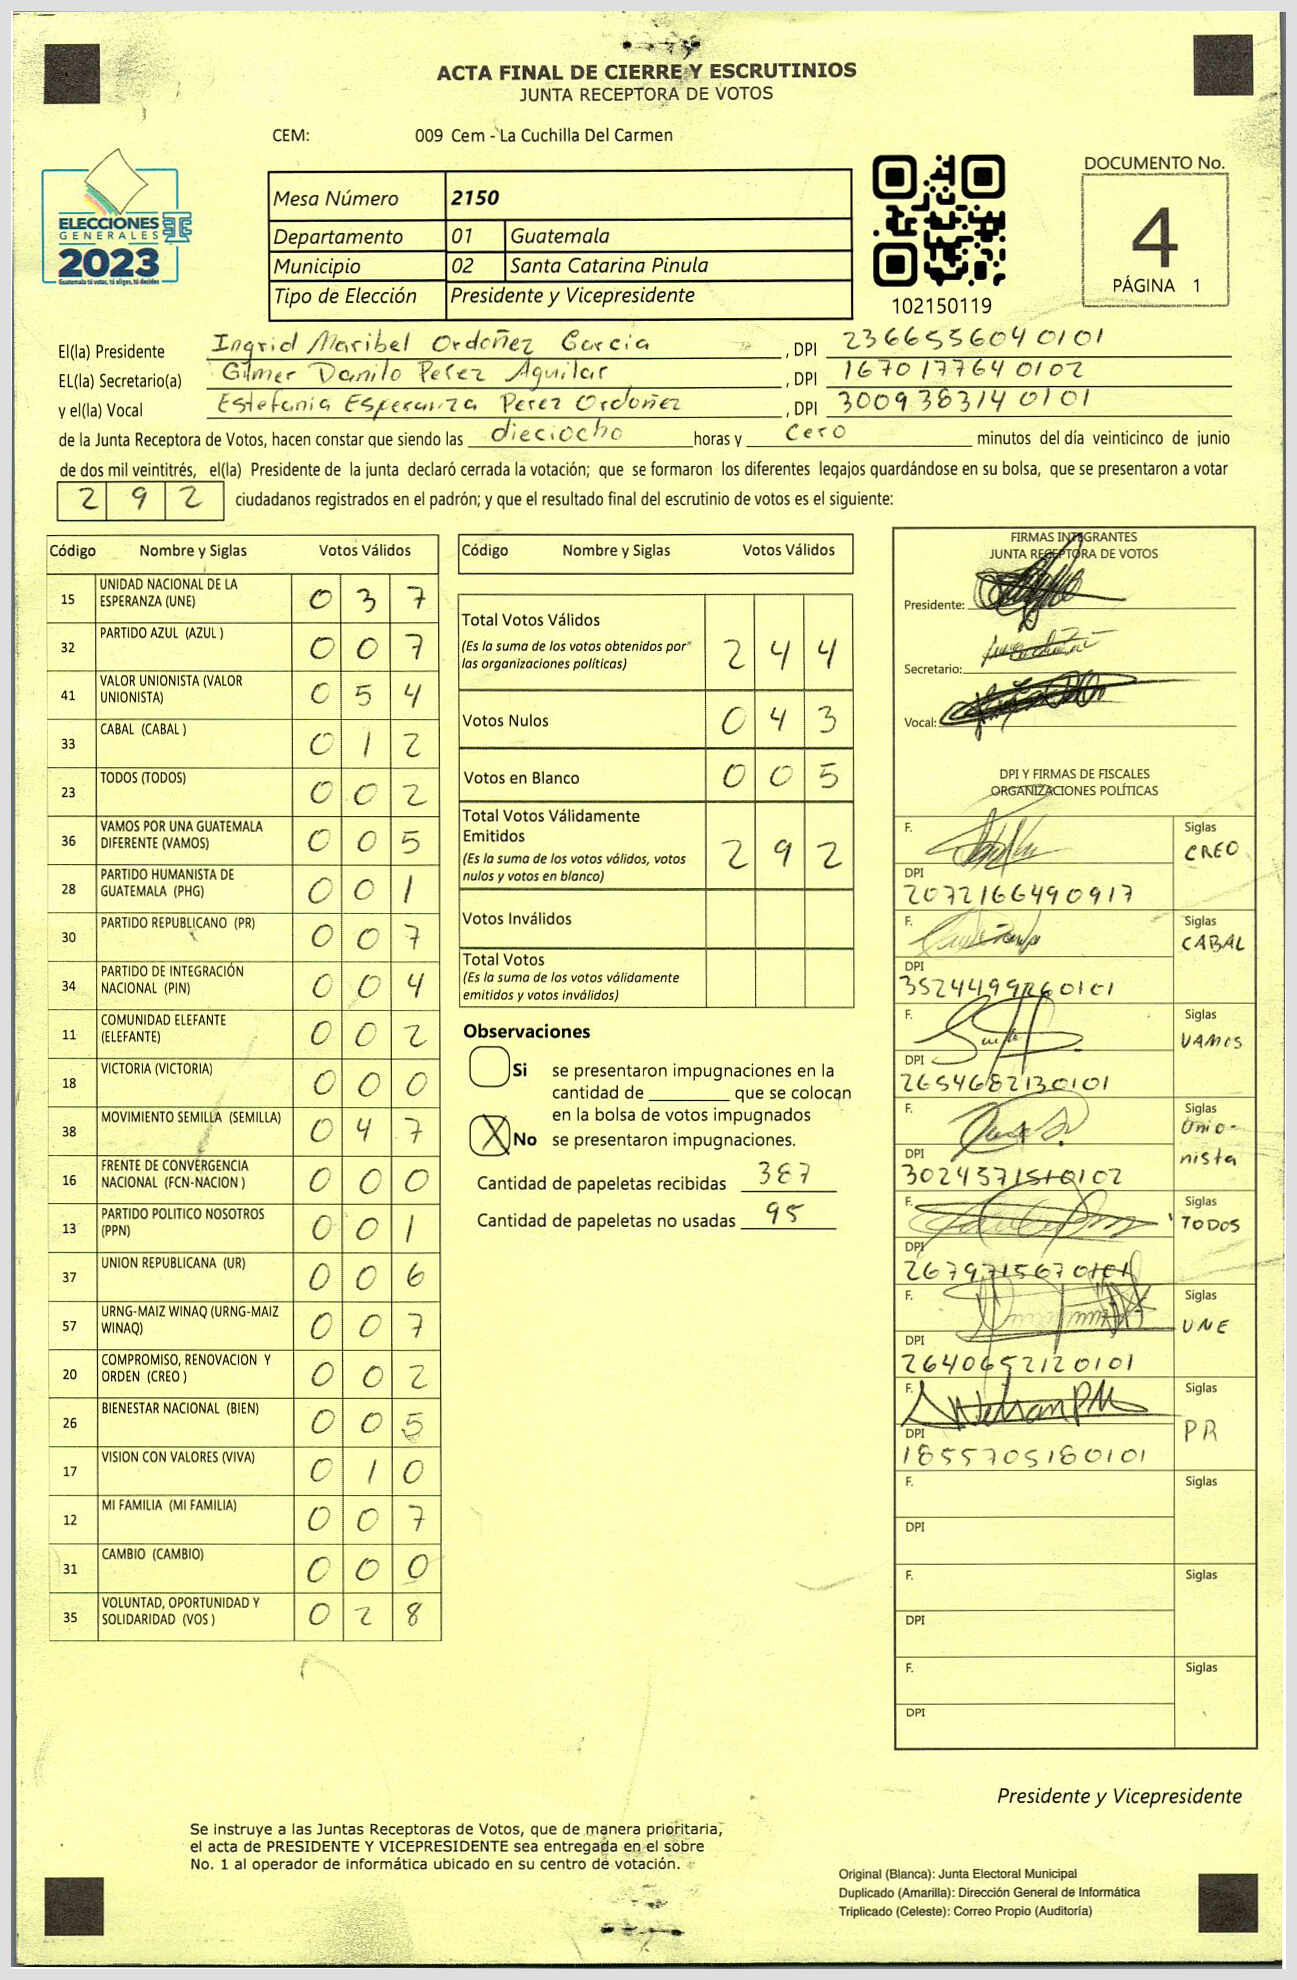 ACTA FINAL DE CIERRE Y ESCRUTINIOS
JUNTA RECEPTORA DE VOTOS
CEM: 009 Cem - La Cuchilla Del Carmen
ELECCIONES
GENERALES
2023
Guatemala tú votas, tú eliges, tú decides
Mesa Número 2150
Departamento 01 Guatemala
Municipio 02 Santa Catarina Pinula
Tipo de Elección Presidente y Vicepresidente
102150119
DOCUMENTO No.
4
PÁGINA 1
El(la) Presidente Ingrid Maribel Ordoñez Garcia, DPI 2366556040101
EL(la) Secretario(a) Gilmer Danilo Perez Aguilar, DPI 1670177640102
y el(la) Vocal Estefania Esperanza Perez Ordoñez, DPI 3009383140101
de la Junta Receptora de Votos, hacen constar que siendo las dieciocho horas y cero minutos del día veinticinco de junio
de dos mil veintitrés, el(la) Presidente de la junta declaró cerrada la votación; que se formaron los diferentes legajos guardándose en su bolsa, que se presentaron a votar
292 ciudadanos registrados en el padrón; y que el resultado final del escrutinio de votos es el siguiente:
Código Nombre y Siglas Votos Válidos
15 UNIDAD NACIONAL DE LA ESPERANZA (UNE) 0 3 7
32 PARTIDO AZUL (AZUL ) 0 0 7
41 VALOR UNIONISTA (VALOR UNIONISTA) 0 5 4
33 CABAL (CABAL ) 0 1 2
23 TODOS (TODOS) 0 0 2
36 VAMOS POR UNA GUATEMALA DIFERENTE (VAMOS) 0 0 5
28 PARTIDO HUMANISTA DE GUATEMALA (PHG) 0 0 1
30 PARTIDO REPUBLICANO (PR) 0 0 7
34 PARTIDO DE INTEGRACIÓN NACIONAL (PIN) 0 0 4
11 COMUNIDAD ELEFANTE (ELEFANTE) 0 0 2
18 VICTORIA (VICTORIA) 0 0 0
38 MOVIMIENTO SEMILLA (SEMILLA) 0 4 7
16 FRENTE DE CONVERGENCIA NACIONAL (FCN-NACION ) 0 0 0
13 PARTIDO POLITICO NOSOTROS (PPN) 0 0 1
37 UNION REPUBLICANA (UR) 0 0 6
57 URNG-MAIZ WINAQ (URNG-MAIZ WINAQ) 0 0 7
20 COMPROMISO, RENOVACION Y ORDEN (CREO ) 0 0 2
26 BIENESTAR NACIONAL (BIEN) 0 0 5
17 VISION CON VALORES (VIVA) 0 1 0
12 MI FAMILIA (MI FAMILIA) 0 0 7
31 CAMBIO (CAMBIO) 0 0 0
35 VOLUNTAD, OPORTUNIDAD Y SOLIDARIDAD (VOS ) 0 2 8
Código Nombre y Siglas Votos Válidos
Total Votos Válidos 2 4 4
(Es la suma de los votos obtenidos por
las organizaciones políticas)
Votos Nulos 0 4 3
Votos en Blanco 0 0 5
Total Votos Válidamente
Emitidos 2 9 2
(Es la suma de los votos válidos, votos
nulos y votos en blanco)
Votos Inválidos
Total Votos
(Es la suma de los votos válidamente
emitidos y votos inválidos)
Observaciones
Si se presentaron impugnaciones en la
cantidad de ________ que se colocan
en la bolsa de votos impugnados
X No se presentaron impugnaciones.
Cantidad de papeletas recibidas 387
Cantidad de papeletas no usadas 95
FIRMAS INTEGRANTES
JUNTA RECEPTORA DE VOTOS
Presidente:
Secretario:
Vocal:
DPI Y FIRMAS DE FISCALES
ORGANIZACIONES POLÍTICAS
F. Siglas CREO
DPI 2072166490917
F. Siglas CABAL
DPI
F. Siglas VAMOS
DPI 2654682130101
F. Siglas Unio-
nista
DPI
F. Siglas TODOS
DPI 2679715670101
F. Siglas UNE
DPI 2640652120101
F. Siglas PR
DPI 1855705180101
F. Siglas
DPI
F. Siglas
DPI
F. Siglas
DPI
Presidente y Vicepresidente
Se instruye a las Juntas Receptoras de Votos, que de manera prioritaria,
el acta de PRESIDENTE Y VICEPRESIDENTE sea entregada en el sobre
No. 1 al operador de informática ubicado en su centro de votación.
Original (Blanca): Junta Electoral Municipal
Duplicado (Amarilla): Dirección General de Informática
Triplicado (Celeste): Correo Propio (Auditoría)